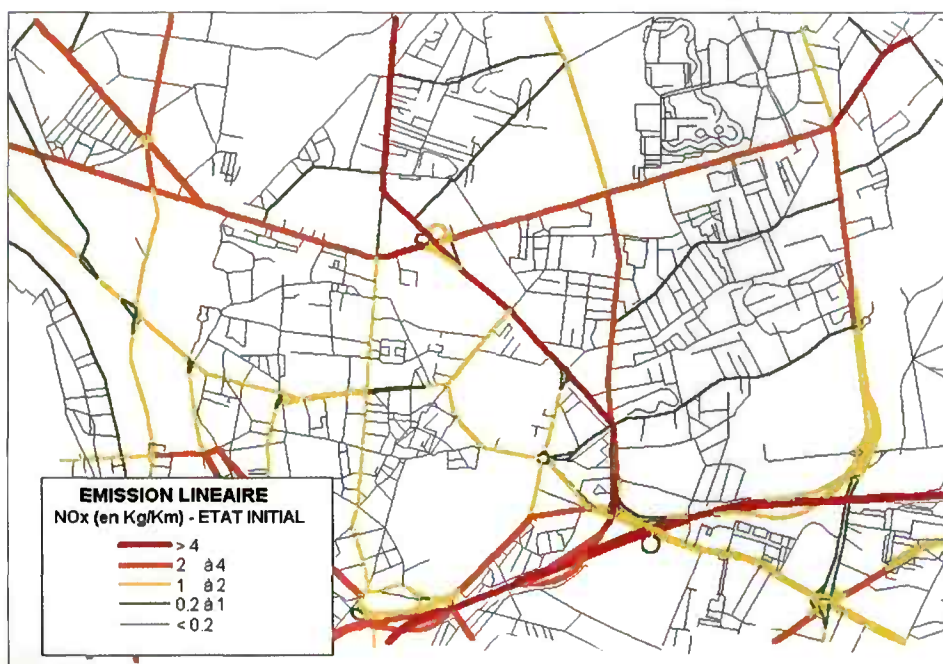 EMISSION LINEAIRE
NOx (en Kg/Km) - ETAT INITIAL
> 4
2 à 4
1 à 2
0.2 à 1
< 0.2